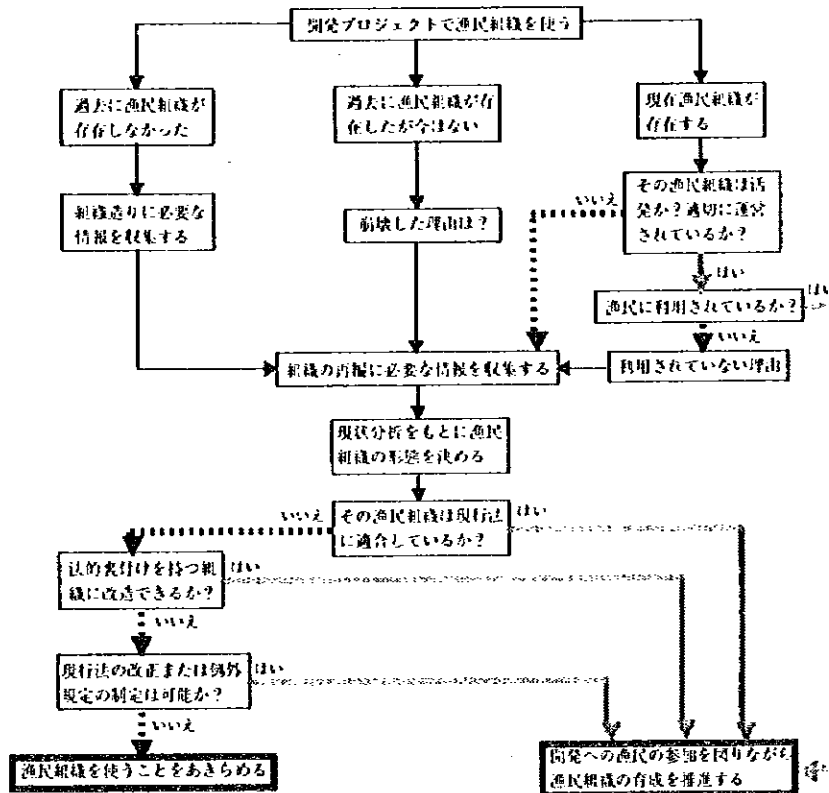 開発プロジェクトで漁民組織を使う
過去に漁民組織が
存在しなかった
過去に漁民組織が存
在したが今はない
現在漁民組織が
存在する
組織造りに必要な
情報を収集する
崩壊した理由は？
いいえ
その漁民組織は活
発か？適切に運営
されているか？
はい
漁民に利用されているか？
はい
いいえ
組織の再編に必要な情報を収集する
利用されていない理由
現状分析をもとに漁民
組織の形態を決める
いいえ
その漁民組織は現行法
に適合しているか？
はい
法的裏付けを持つ組
織に改造できるか？
はい
いいえ
現行法の改正または例外
規定の制定は可能か？
はい
いいえ
漁民組織を使うことをあきらめる
開発への漁民の参加を図りながら
漁民組織の育成を推進する